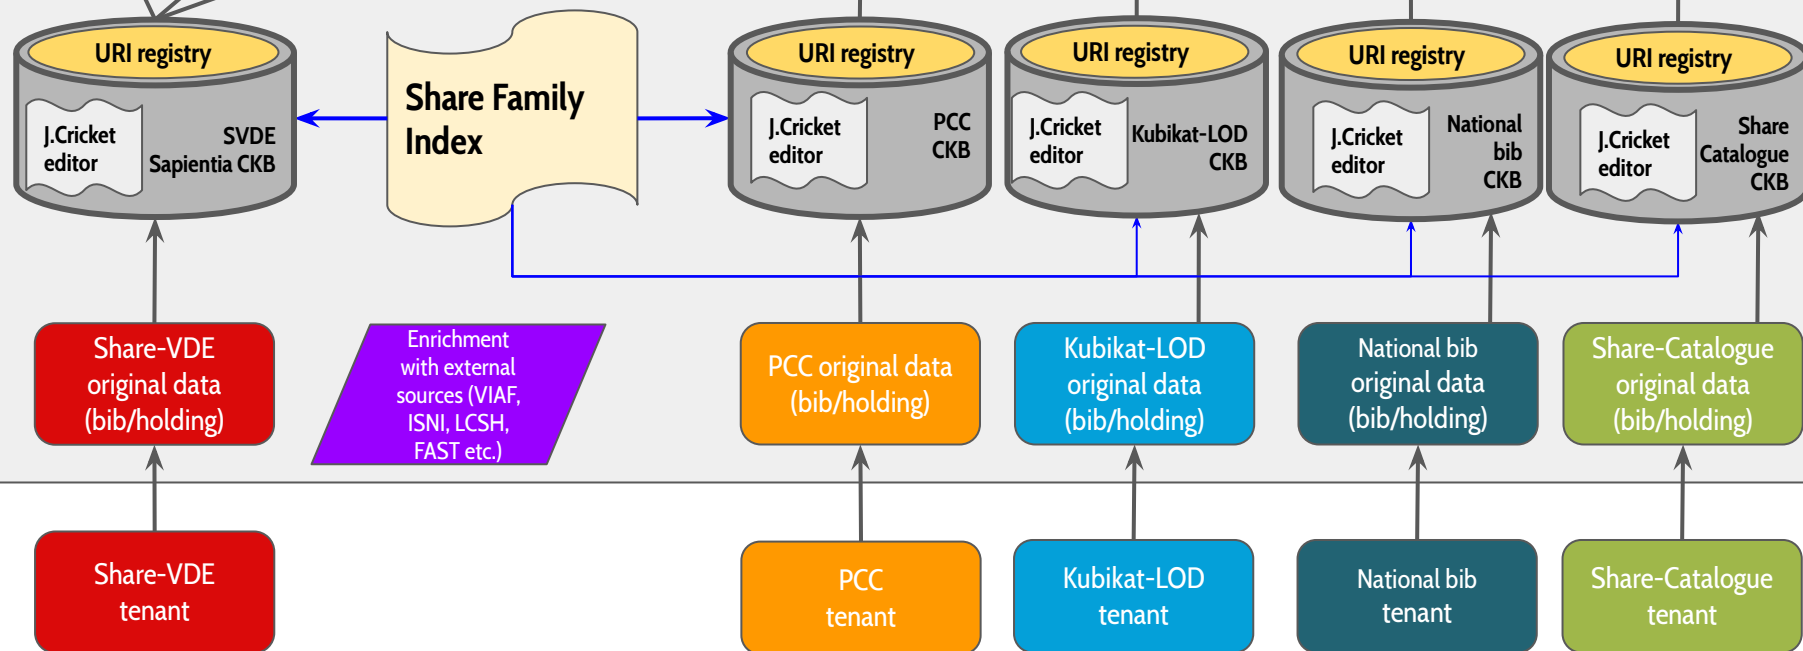 URI registry
J.Cricket
editor
SVDE
Sapientia CKB
Share Family
Index
URI registry
J.Cricket
editor
PCC
CKB
URI registry
J.Cricket
editor
Kubikat-LOD
CKB
URI registry
J.Cricket
editor
National
bib
CKB
URI registry
J.Cricket
editor
Share
Catalogue
CKB
Share-VDE
original data
(bib/holding)
Enrichment
with external
sources (VIAF,
ISNI, LCSH,
FAST etc.)
PCC original data
(bib/holding)
Kubikat-LOD
original data
(bib/holding)
National bib
original data
(bib/holding)
Share-Catalogue
original data
(bib/holding)
Share-VDE
tenant
PCC
tenant
Kubikat-LOD
tenant
National bib
tenant
Share-Catalogue
tenant